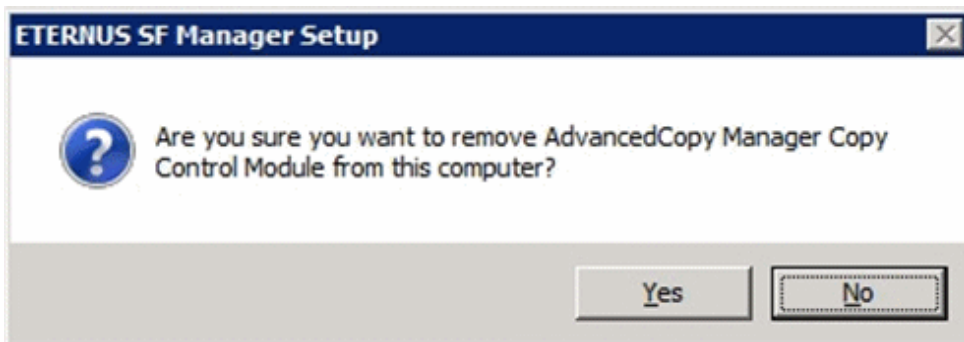 ETERNUS SF Manager Setup
Are you sure you want to remove AdvancedCopy Manager Copy
Control Module from this computer?
Yes
No